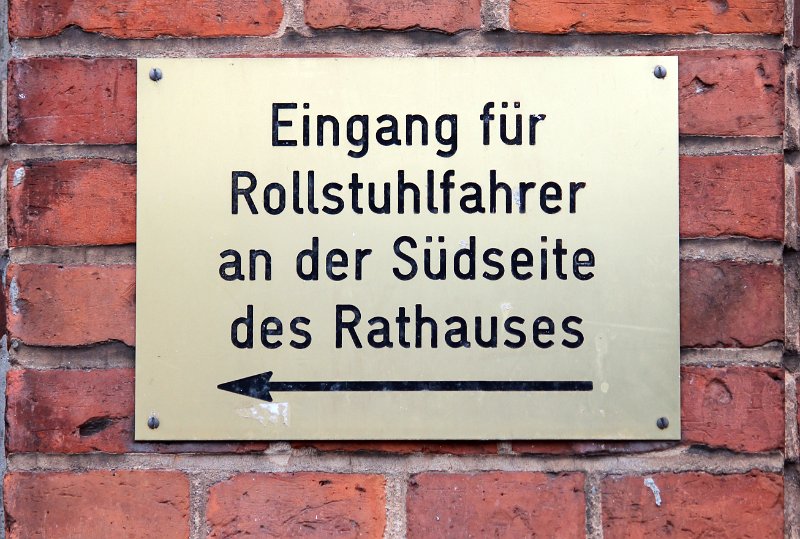 Eingang für
Rollstuhlfahrer
an der Südseite
des Rathauses